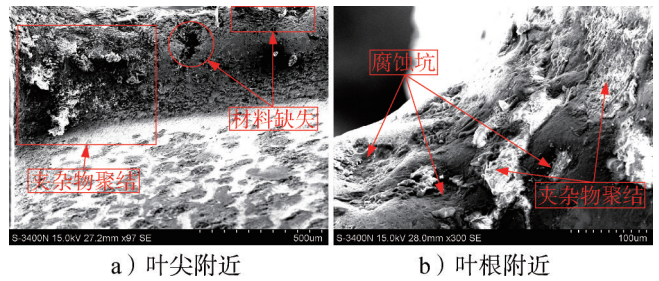 材料缺失
夹杂物聚结
S-3400N 15.0kV 27.2mm x97 SE
500um
腐蚀坑
夹杂物聚结
S-3400N 15.0kV 28.0mm x300 SE
100um
a）叶尖附近
b）叶根附近